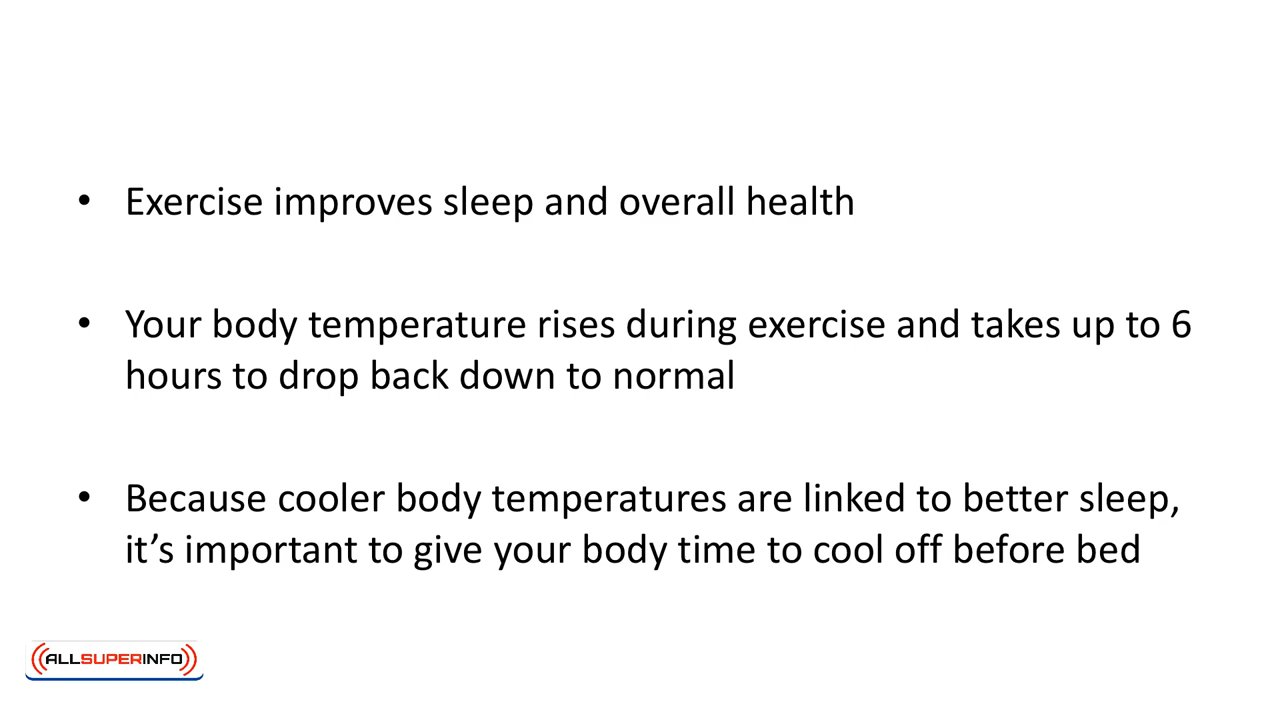 • Exercise improves sleep and overall health
• Your body temperature rises during exercise and takes up to 6
hours to drop back down to normal
• Because cooler body temperatures are linked to better sleep,
it’s important to give your body time to cool off before bed
ALLSUPERINFO